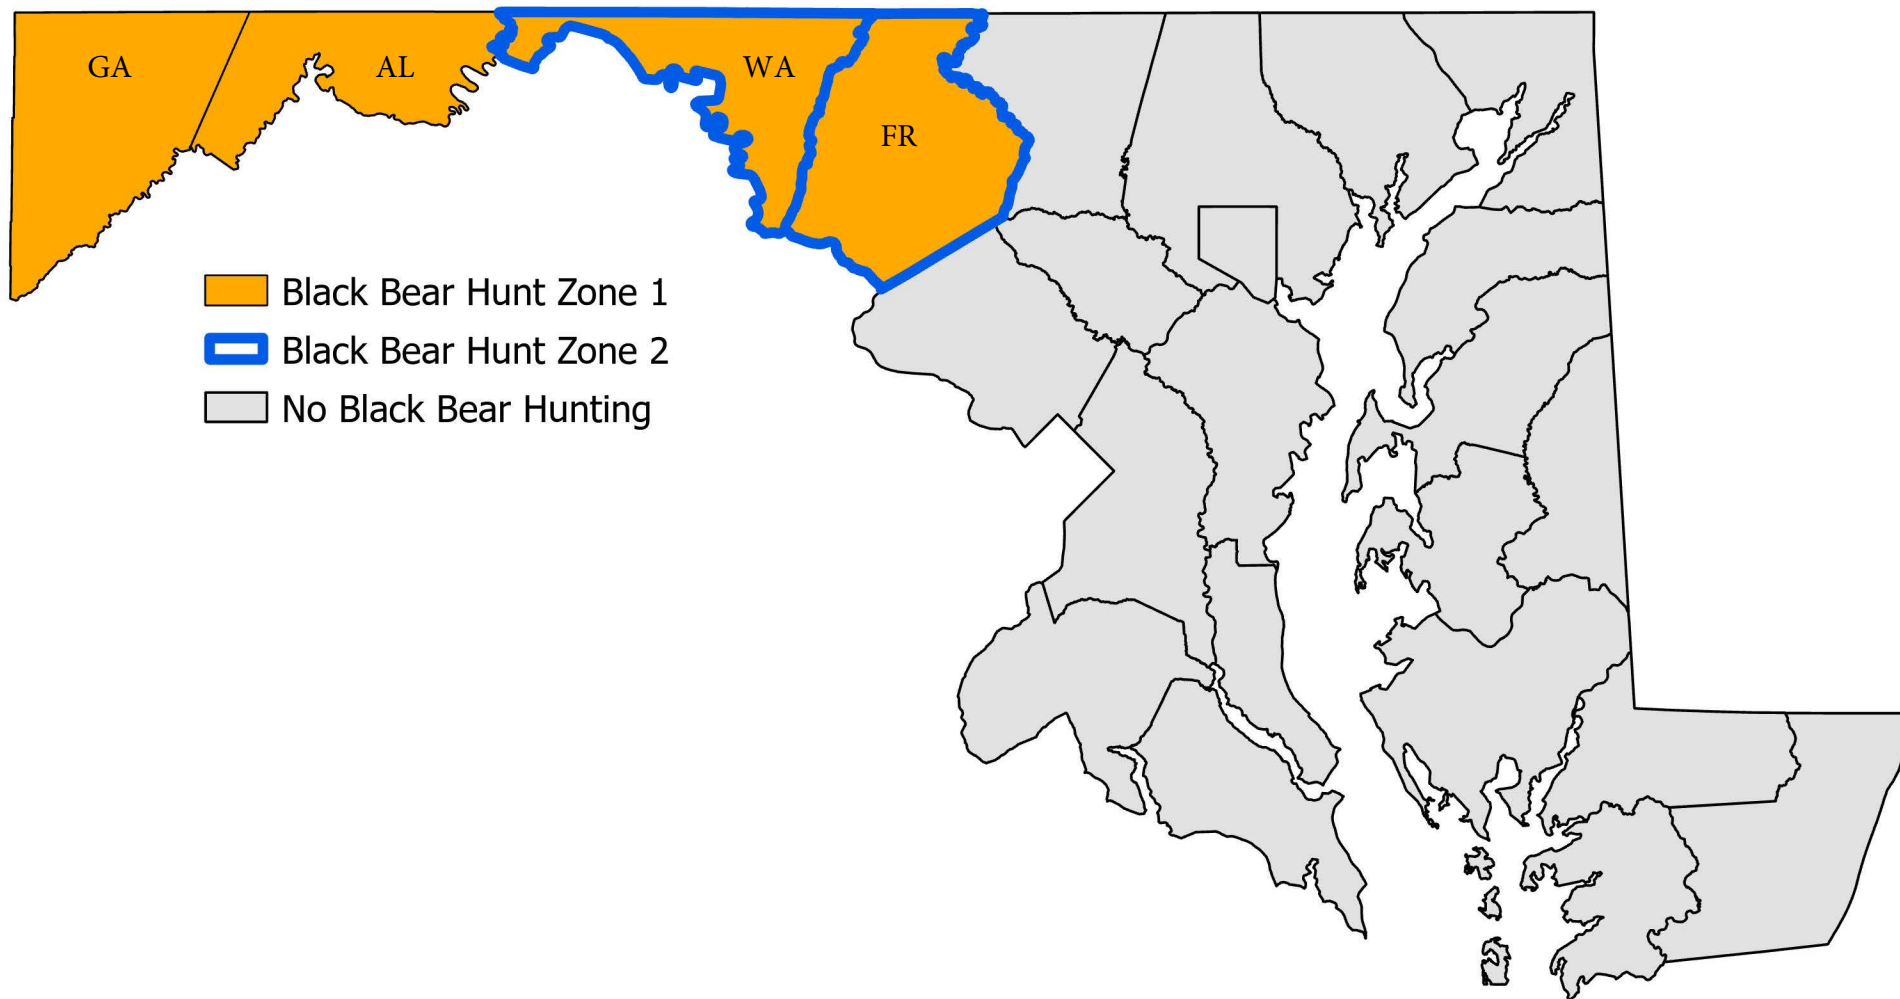 GA
AL
WA
FR
Black Bear Hunt Zone 1
Black Bear Hunt Zone 2
No Black Bear Hunting